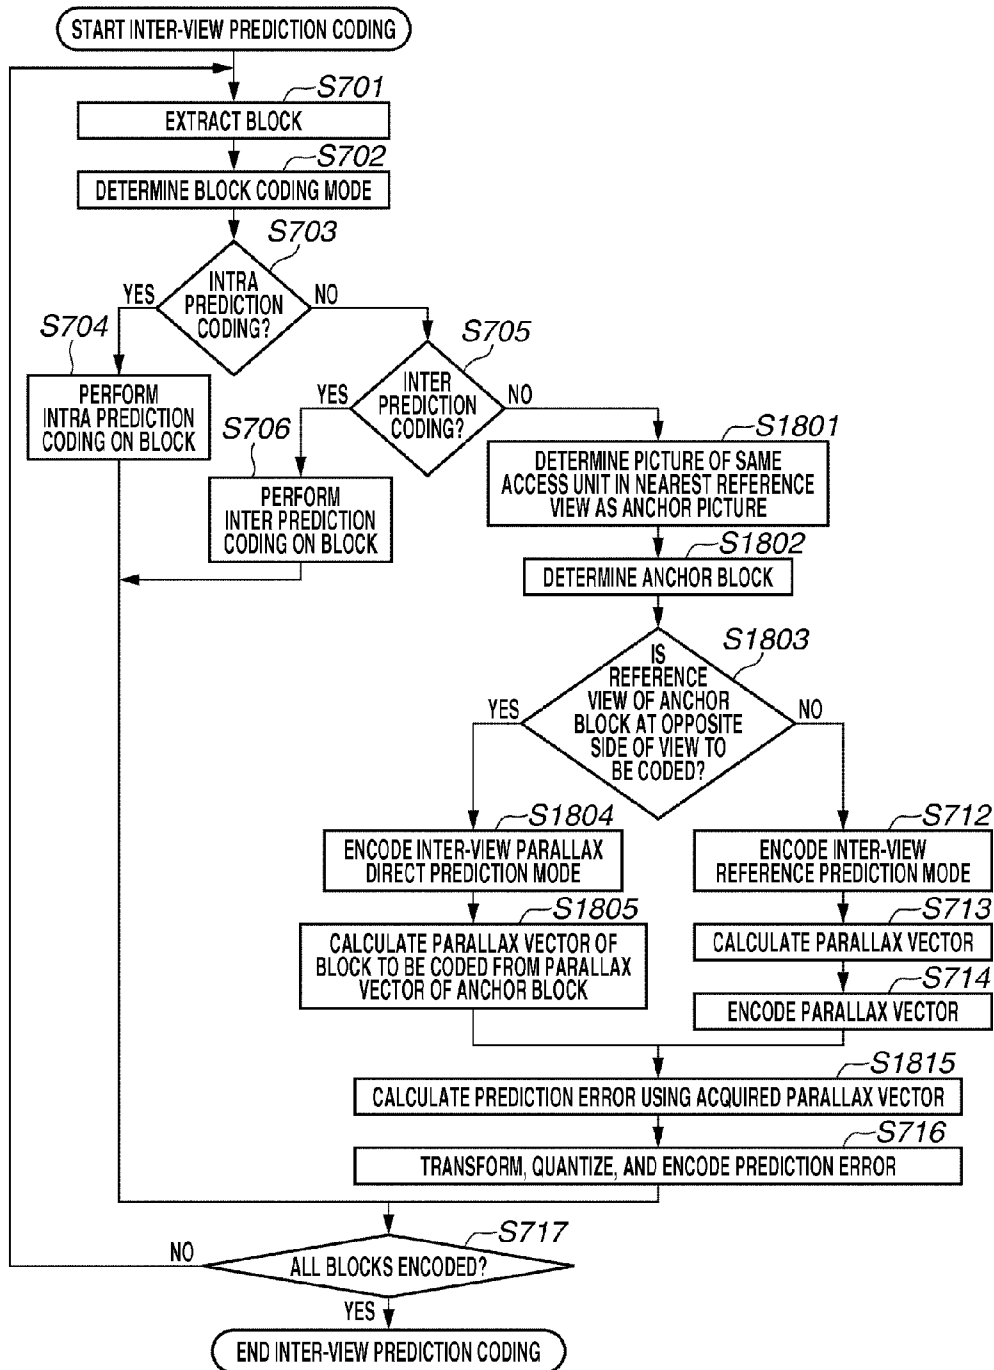 START INTER-VIEW PREDICTION CODING
S701
EXTRACT BLOCK
S702
DETERMINE BLOCK CODING MODE
S703
INTRA
PREDICTION
CODING?
YES
NO
S704
PERFORM
INTRA PREDICTION
CODING ON BLOCK
S705
INTER
PREDICTION
CODING?
YES
NO
S706
PERFORM
INTER PREDICTION
CODING ON BLOCK
S1801
DETERMINE PICTURE OF SAME
ACCESS UNIT IN NEAREST REFERENCE
VIEW AS ANCHOR PICTURE
S1802
DETERMINE ANCHOR BLOCK
S1803
IS
REFERENCE
VIEW OF ANCHOR
BLOCK AT OPPOSITE
SIDE OF VIEW TO
BE CODED?
YES
NO
S1804
ENCODE INTER-VIEW PARALLAX
DIRECT PREDICTION MODE
S1805
CALCULATE PARALLAX VECTOR OF
BLOCK TO BE CODED FROM PARALLAX
VECTOR OF ANCHOR BLOCK
S712
ENCODE INTER-VIEW
REFERENCE PREDICTION MODE
S713
CALCULATE PARALLAX VECTOR
S714
ENCODE PARALLAX VECTOR
S1815
CALCULATE PREDICTION ERROR USING ACQUIRED PARALLAX VECTOR
S716
TRANSFORM, QUANTIZE, AND ENCODE PREDICTION ERROR
S717
ALL BLOCKS ENCODED?
NO
YES
END INTER-VIEW PREDICTION CODING